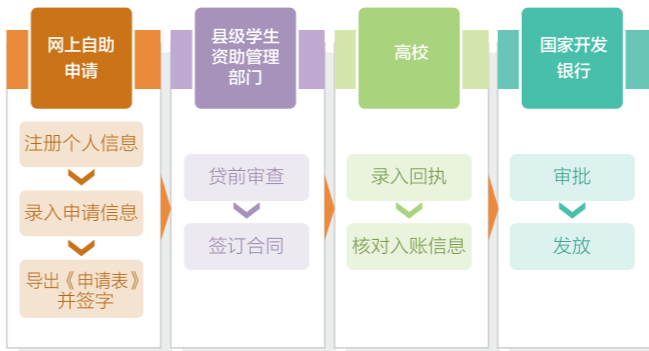 网上自助
申请
注册个人信息
录入申请信息
导出《申请表》
并签字
县级学生
资助管理
部门
贷前审查
签订合同
高校
录入回执
核对入账信息
国家开发
银行
审批
发放